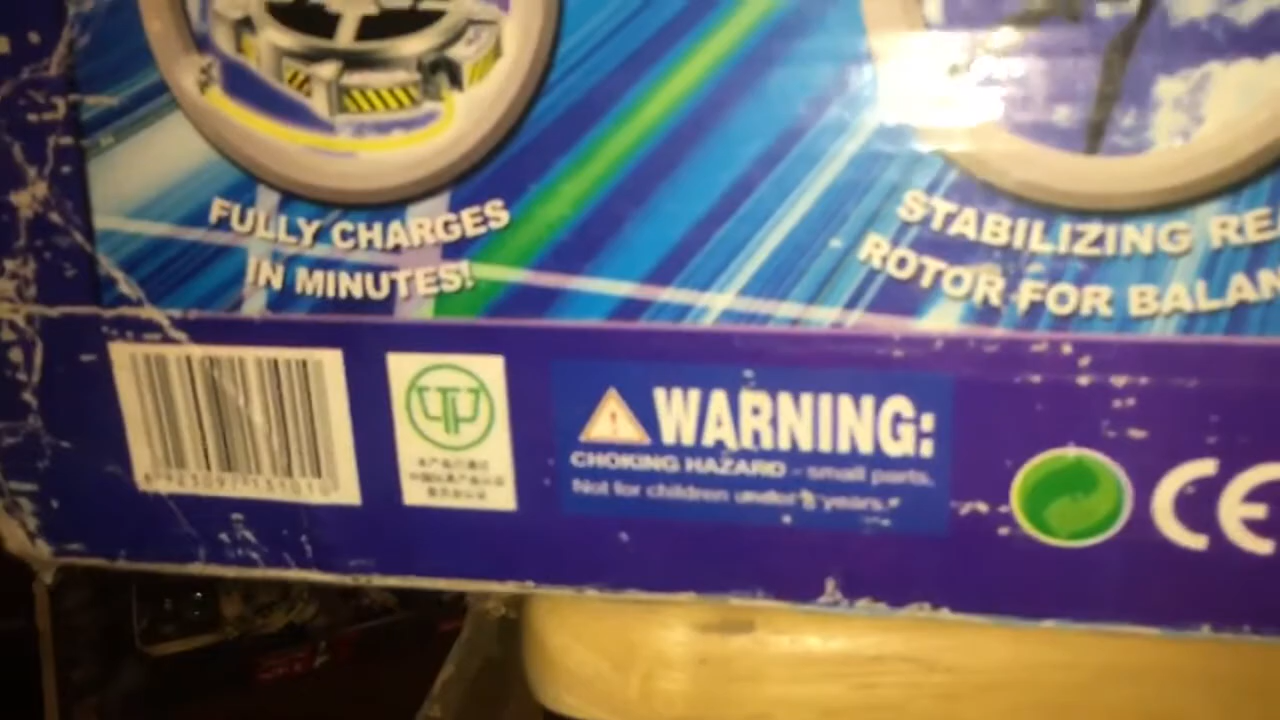 FULLY CHARGES
IN MINUTES!
STABILIZING RE
ROTOR FOR BALAN
WARNING:
CHOKING HAZARD - small parts.
Not for children under 8 years.*
CE